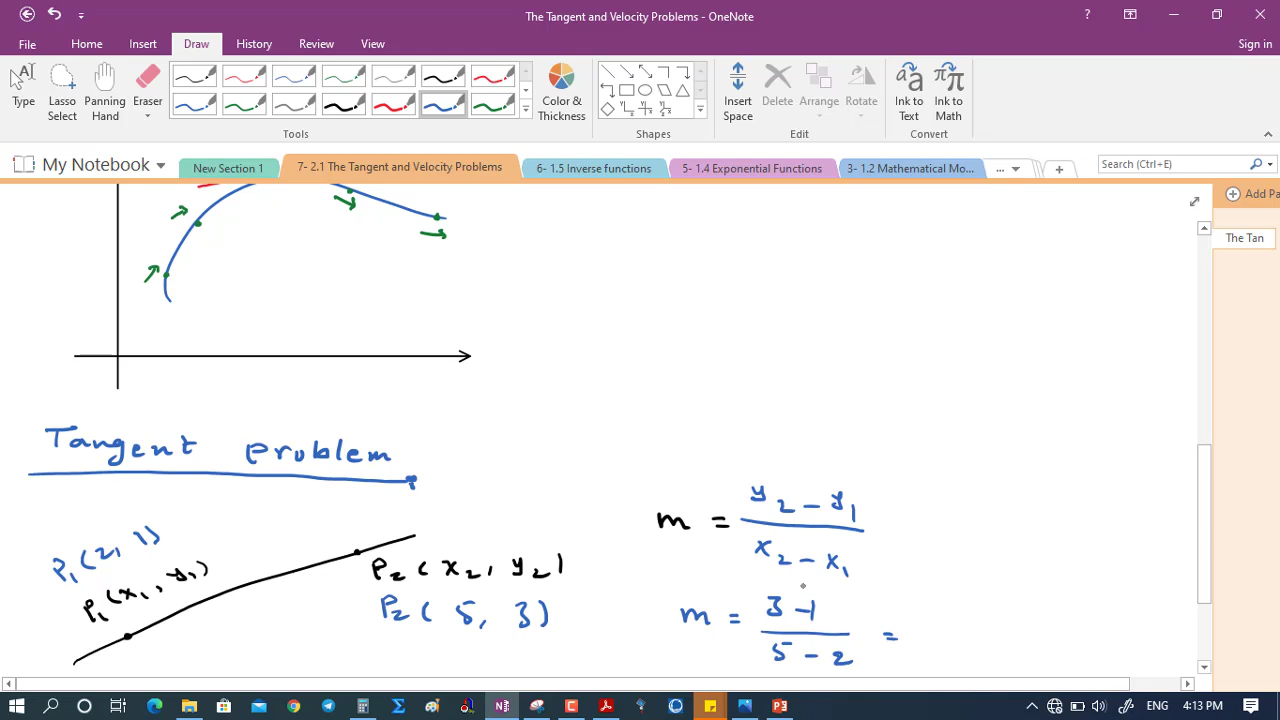 The Tangent and Velocity Problems - OneNote
Sign in
File Home Insert Draw History Review View
Type
Lasso Select
Panning Hand
Eraser
Color & Thickness
Insert Space
Delete
Arrange
Rotate
Ink to Text
Ink to Math
Tools Shapes Edit Convert
My Notebook
New Section 1
7- 2.1 The Tangent and Velocity Problems
6- 1.5 Inverse functions
5- 1.4 Exponential Functions
3- 1.2 Mathematical Mo...
Search (Ctrl+E)
Add Pa
The Tan
Tangent problem
m = y2 - y1 / x2 - x1
P1(2, 1)
P1(x1, y1)
P2(x2, y2)
P2(5, 3)
m = 3 - 1 / 5 - 2 =
4:13 PM